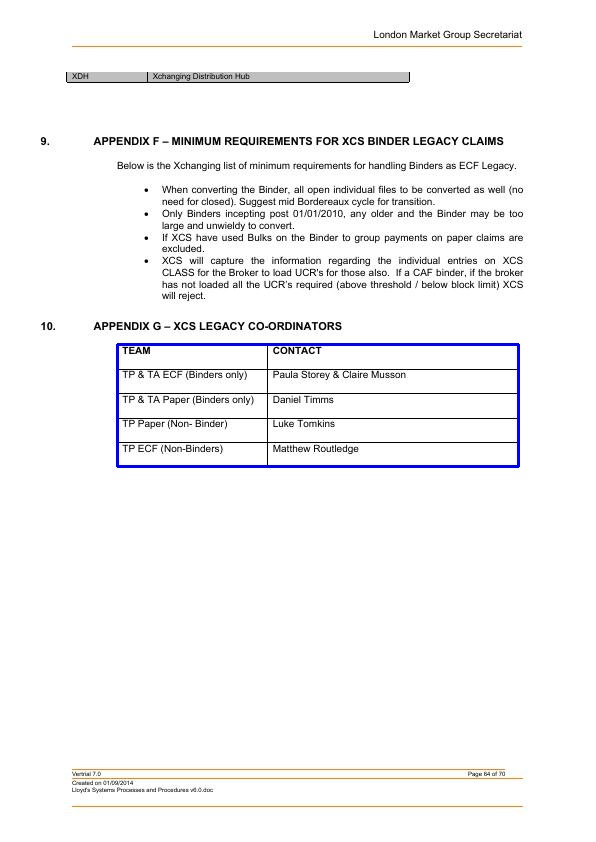 London Market Group Secretariat
XDH Xchanging Distribution Hub
9. APPENDIX F – MINIMUM REQUIREMENTS FOR XCS BINDER LEGACY CLAIMS
Below is the Xchanging list of minimum requirements for handling Binders as ECF Legacy.
• When converting the Binder, all open individual files to be converted as well (no
need for closed). Suggest mid Bordereaux cycle for transition.
• Only Binders incepting post 01/01/2010, any older and the Binder may be too
large and unwieldy to convert.
• If XCS have used Bulks on the Binder to group payments on paper claims are
excluded.
• XCS will capture the information regarding the individual entries on XCS
CLASS for the Broker to load UCR's for those also. If a CAF binder, if the broker
has not loaded all the UCR's required (above threshold / below block limit) XCS
will reject.
10. APPENDIX G – XCS LEGACY CO-ORDINATORS
TEAM CONTACT
TP & TA ECF (Binders only) Paula Storey & Claire Musson
TP & TA Paper (Binders only) Daniel Timms
TP Paper (Non- Binder) Luke Tomkins
TP ECF (Non-Binders) Matthew Routledge
Vertrial 7.0 Page 64 of 70
Created on 01/09/2014
Lloyd's Systems Processes and Procedures v6.0.doc